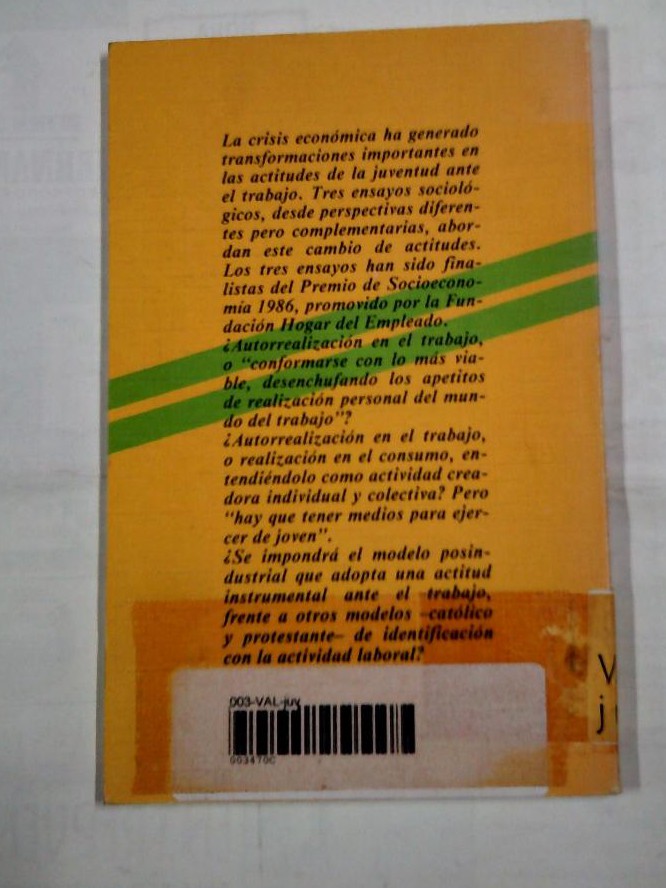 La crisis económica ha generado
transformaciones importantes en
las actitudes de la juventud ante
el trabajo. Tres ensayos socioló-
gicos, desde perspectivas diferen-
tes pero complementarias, abor-
dan este cambio de actitudes.
Los tres ensayos han sido fina-
listas del Premio de Socioecono-
mía 1986, promovido por la Fun-
dación Hogar del Empleado.
¿Autorrealización en el trabajo,
o "conformarse con lo más via-
ble, desenchufando los apetitos
de realización personal del mun-
do del trabajo"?
¿Autorrealización en el trabajo,
o realización en el consumo, en-
tendiéndolo como actividad crea-
dora individual y colectiva? Pero
"hay que tener medios para ejer-
cer de joven".
¿Se impondrá el modelo posin-
dustrial que adopta una actitud
instrumental ante el trabajo,
frente a otros modelos -católico
y protestante- de identificación
con la actividad laboral?
003-VAL-juv
003470C
V
j